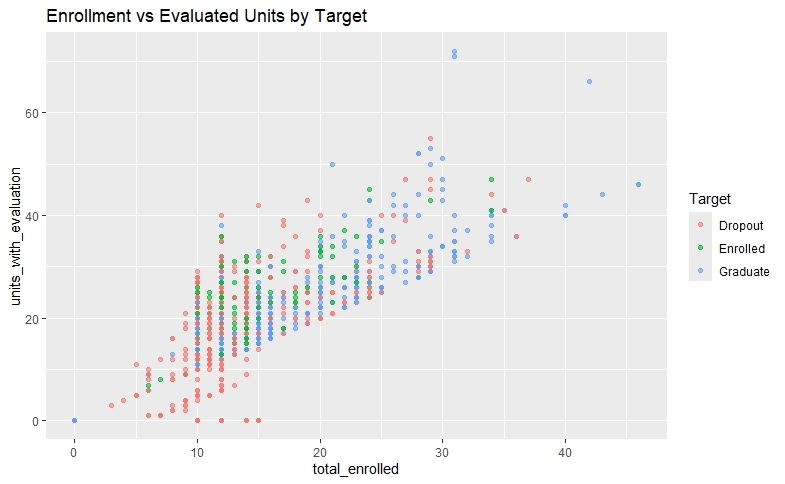 Enrollment vs Evaluated Units by Target
units_with_evaluation
60
40
20
0
0 10 20 30 40
total_enrolled
Target
Dropout
Enrolled
Graduate